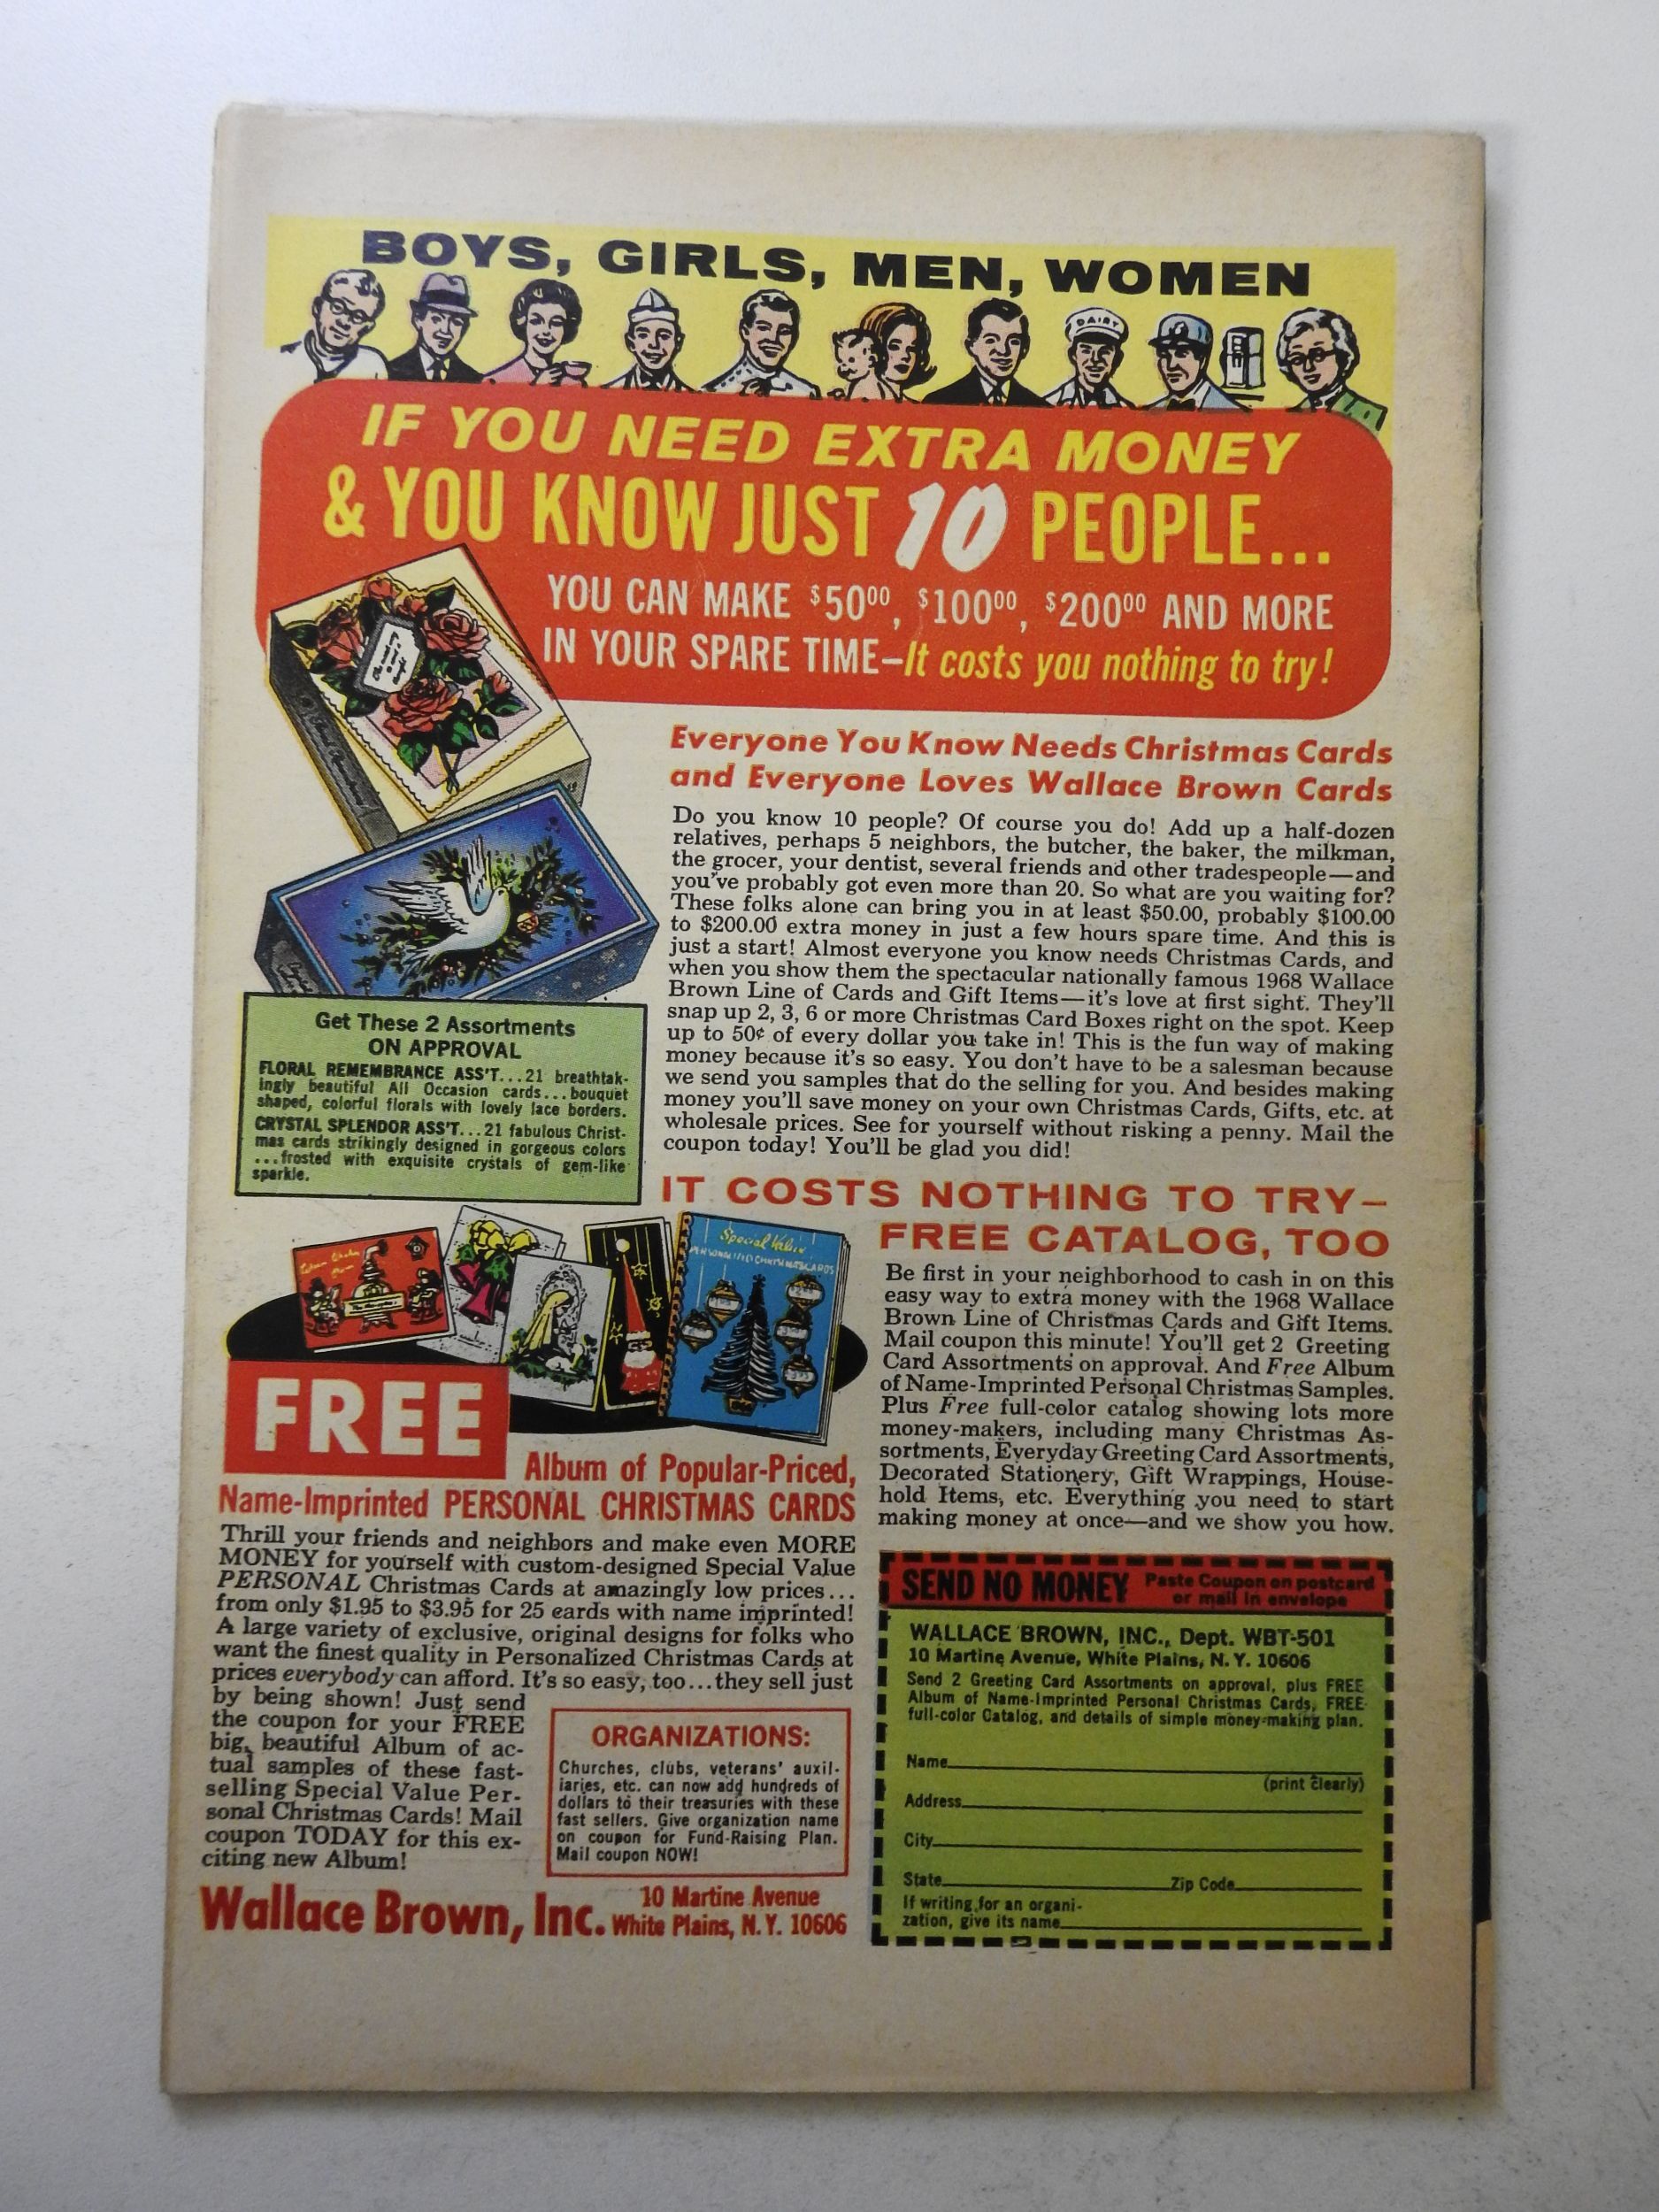 BOYS, GIRLS, MEN, WOMEN
DAIRY
IF YOU NEED EXTRA MONEY
& YOU KNOW JUST 10 PEOPLE...
YOU CAN MAKE $50⁰⁰, $100⁰⁰, $200⁰⁰ AND MORE
IN YOUR SPARE TIME–It costs you nothing to try!
Everyone You Know Needs Christmas Cards
and Everyone Loves Wallace Brown Cards
Do you know 10 people? Of course you do! Add up a half-dozen
relatives, perhaps 5 neighbors, the butcher, the baker, the milkman,
the grocer, your dentist, several friends and other tradespeople—and
you've probably got even more than 20. So what are you waiting for?
These folks alone can bring you in at least $50.00, probably $100.00
to $200.00 extra money in just a few hours spare time. And this is
just a start! Almost everyone you know needs Christmas Cards, and
when you show them the spectacular nationally famous 1968 Wallace
Brown Line of Cards and Gift Items—it's love at first sight. They'll
snap up 2, 3, 6 or more Christmas Card Boxes right on the spot. Keep
up to 50¢ of every dollar you take in! This is the fun way of making
money because it's so easy. You don't have to be a salesman because
we send you samples that do the selling for you. And besides making
money you'll save money on your own Christmas Cards, Gifts, etc. at
wholesale prices. See for yourself without risking a penny. Mail the
coupon today! You'll be glad you did!
Get These 2 Assortments
ON APPROVAL
FLORAL REMEMBRANCE ASS'T...21 breathtak-
ingly beautiful All Occasion cards...bouquet
shaped, colorful florals with lovely lace borders.
CRYSTAL SPLENDOR ASS'T...21 fabulous Christ-
mas cards strikingly designed in gorgeous colors
...frosted with exquisite crystals of gem-like
sparkle.
IT COSTS NOTHING TO TRY–
FREE CATALOG, TOO
Be first in your neighborhood to cash in on this
easy way to extra money with the 1968 Wallace
Brown Line of Christmas Cards and Gift Items.
Mail coupon this minute! You'll get 2 Greeting
Card Assortments on approval. And Free Album
of Name-Imprinted Personal Christmas Samples.
Plus Free full-color catalog showing lots more
money-makers, including many Christmas As-
sortments, Everyday Greeting Card Assortments,
Decorated Stationery, Gift Wrappings, House-
hold Items, etc. Everything you need to start
making money at once—and we show you how.
Special Value
PERSONALIZED CHRISTMAS CARDS
FREE
Album of Popular-Priced,
Name-Imprinted PERSONAL CHRISTMAS CARDS
Thrill your friends and neighbors and make even MORE
MONEY for yourself with custom-designed Special Value
PERSONAL Christmas Cards at amazingly low prices...
from only $1.95 to $3.95 for 25 cards with name imprinted!
A large variety of exclusive, original designs for folks who
want the finest quality in Personalized Christmas Cards at
prices everybody can afford. It's so easy, too...they sell just
by being shown! Just send
the coupon for your FREE
big, beautiful Album of ac-
tual samples of these fast-
selling Special Value Per-
sonal Christmas Cards! Mail
coupon TODAY for this ex-
citing new Album!
ORGANIZATIONS:
Churches, clubs, veterans' auxil-
iaries, etc. can now add hundreds of
dollars to their treasuries with these
fast sellers. Give organization name
on coupon for Fund-Raising Plan.
Mail coupon NOW!
Wallace Brown, Inc. 10 Martine Avenue
White Plains, N.Y. 10606
SEND NO MONEY Paste Coupon on postcard
or mail in envelope
WALLACE BROWN, INC., Dept. WBT-501
10 Martine Avenue, White Plains, N.Y. 10606
Send 2 Greeting Card Assortments on approval, plus FREE
Album of Name-Imprinted Personal Christmas Cards, FREE
full-color Catalog, and details of simple money-making plan.
Name
(print clearly)
Address
City
State Zip Code
If writing for an organi-
zation, give its name